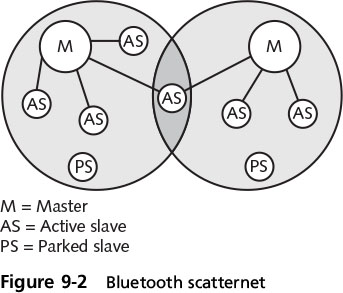 M
AS
M
AS
AS
AS
AS
AS
PS
PS
M = Master
AS = Active slave
PS = Parked slave
Figure 9-2 Bluetooth scatternet